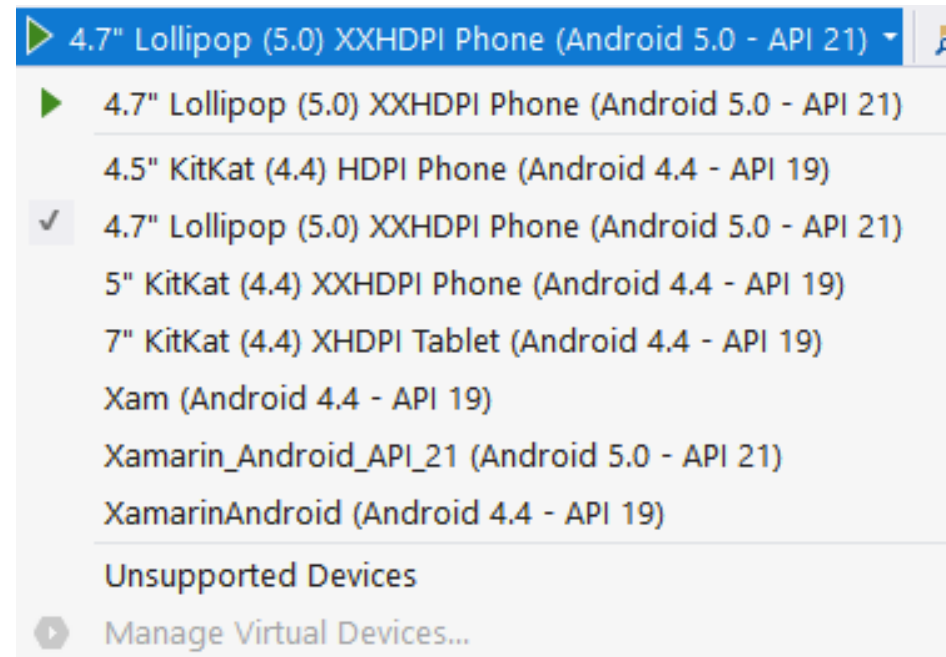 4.7" Lollipop (5.0) XXHDPI Phone (Android 5.0 - API 21)
4.7" Lollipop (5.0) XXHDPI Phone (Android 5.0 - API 21)
4.5" KitKat (4.4) HDPI Phone (Android 4.4 - API 19)
4.7" Lollipop (5.0) XXHDPI Phone (Android 5.0 - API 21)
5" KitKat (4.4) XXHDPI Phone (Android 4.4 - API 19)
7" KitKat (4.4) XHDPI Tablet (Android 4.4 - API 19)
Xam (Android 4.4 - API 19)
Xamarin_Android_API_21 (Android 5.0 - API 21)
XamarinAndroid (Android 4.4 - API 19)
Unsupported Devices
Manage Virtual Devices...